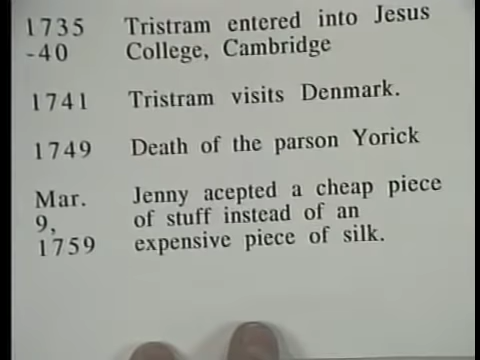 1735 Tristram entered into Jesus
-40 College, Cambridge
1741 Tristram visits Denmark.
1749 Death of the parson Yorick
Mar. Jenny acepted a cheap piece
9, of stuff instead of an
1759 expensive piece of silk.